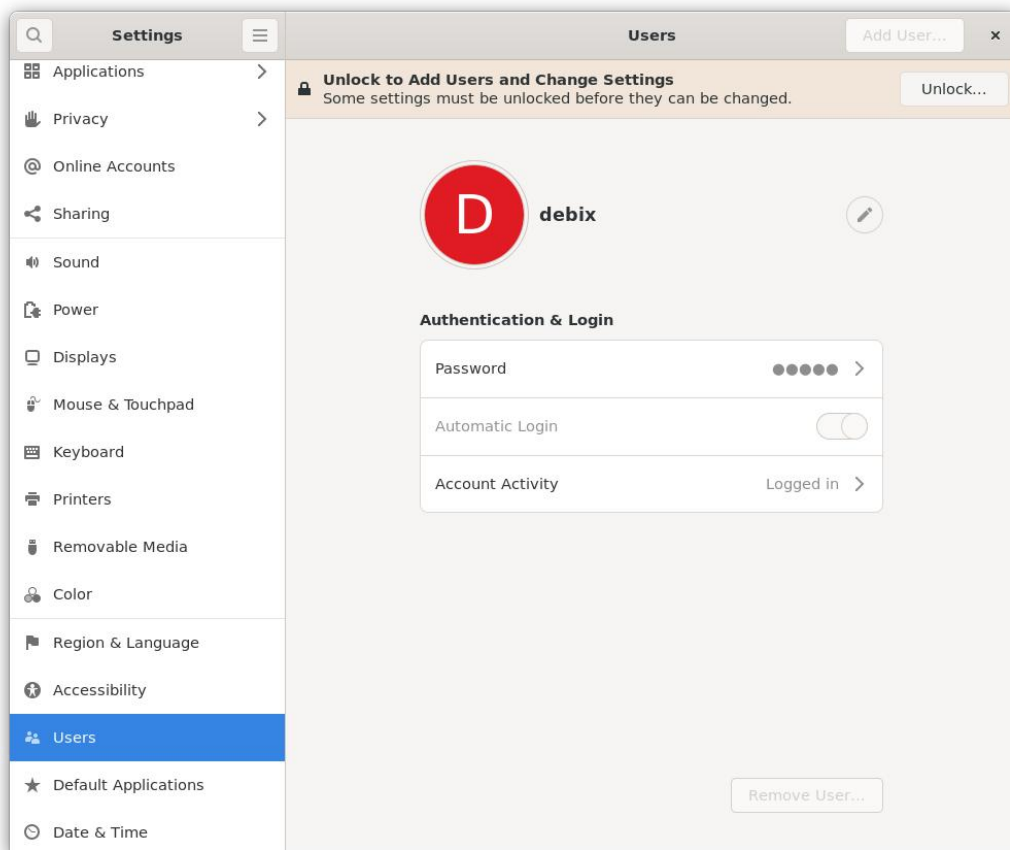 Settings
Users
Add User...
Applications
Privacy
Online Accounts
Sharing
Sound
Power
Displays
Mouse & Touchpad
Keyboard
Printers
Removable Media
Color
Region & Language
Accessibility
Users
Default Applications
Date & Time
Unlock to Add Users and Change Settings
Some settings must be unlocked before they can be changed.
Unlock...
D
debix
Authentication & Login
Password
Automatic Login
Account Activity Logged in
Remove User...